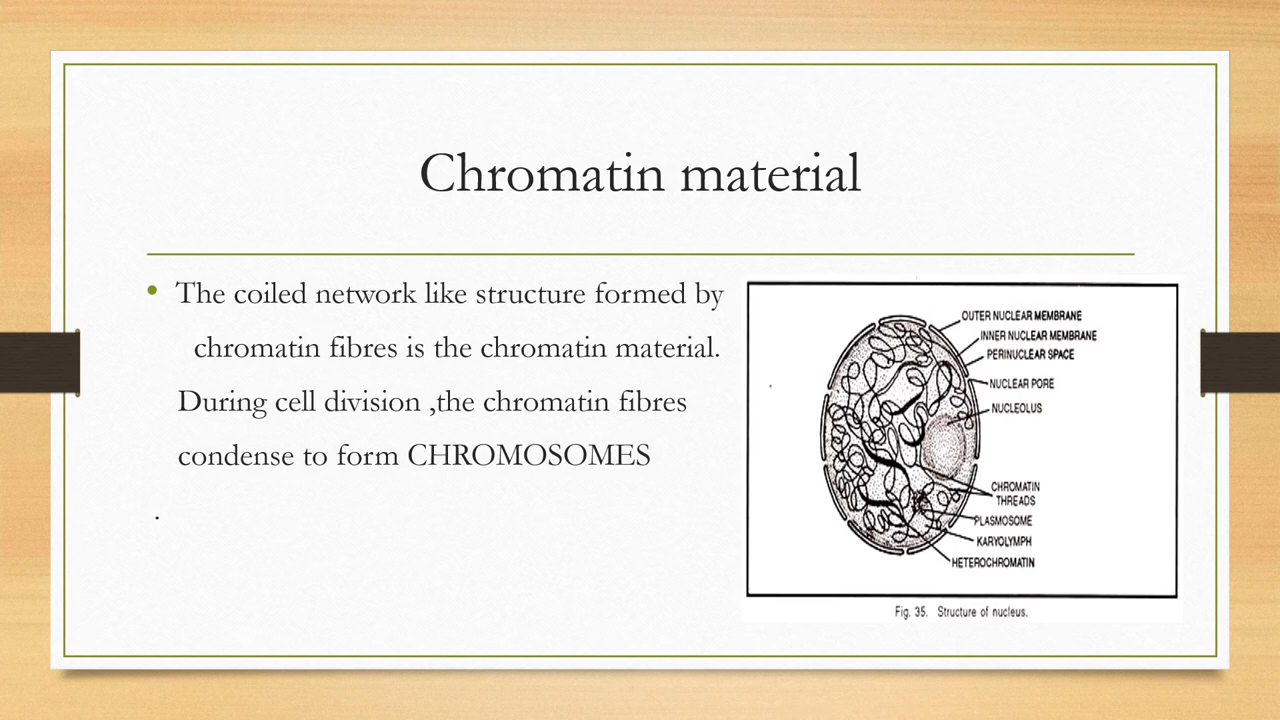 Chromatin material
• The coiled network like structure formed by
chromatin fibres is the chromatin material.
During cell division ,the chromatin fibres
condense to form CHROMOSOMES
.
OUTER NUCLEAR MEMBRANE
INNER NUCLEAR MEMBRANE
PERINUCLEAR SPACE
NUCLEAR PORE
NUCLEOLUS
CHROMATIN
THREADS
PLASMOSOME
KARYOLYMPH
HETEROCHROMATIN
Fig. 35. Structure of nucleus.